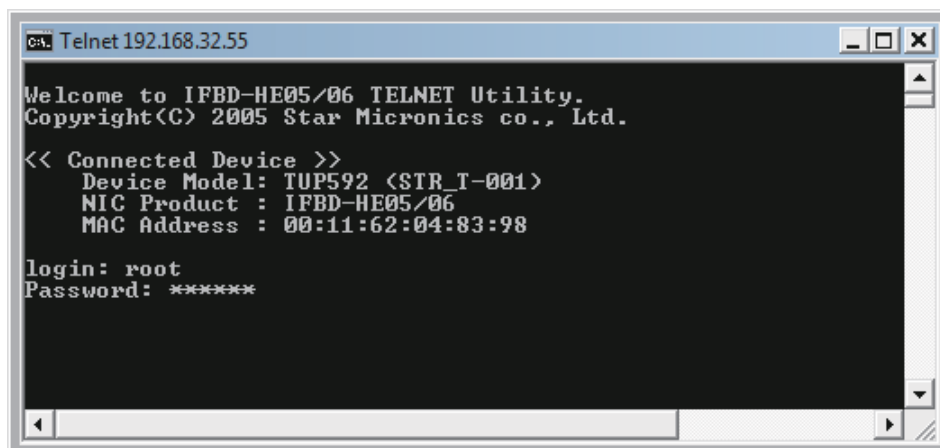 Telnet 192.168.32.55
Welcome to IFBD-HE05/06 TELNET Utility.
Copyright(C) 2005 Star Micronics co., Ltd.
<< Connected Device >>
Device Model: TUP592 (STR_T-001)
NIC Product : IFBD-HE05/06
MAC Address : 00:11:62:04:83:98
login: root
Password: ******